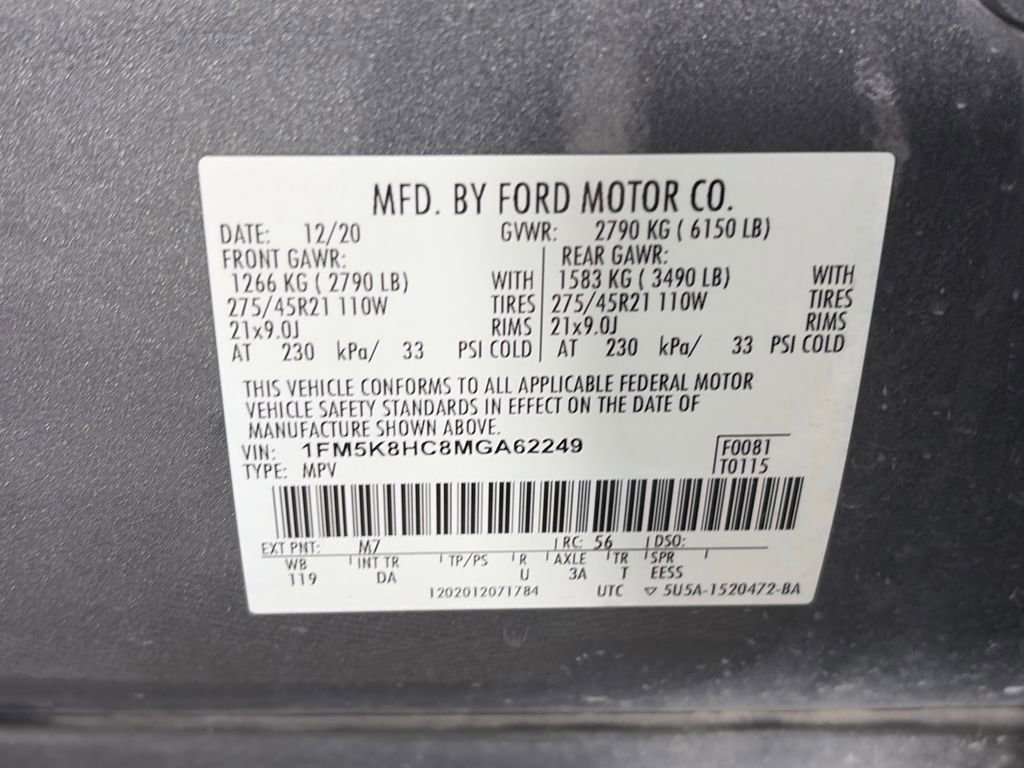 MFD. BY FORD MOTOR CO.
DATE: 12/20 GVWR: 2790 KG ( 6150 LB)
FRONT GAWR: REAR GAWR:
1266 KG ( 2790 LB) WITH 1583 KG ( 3490 LB) WITH
275/45R21 110W TIRES 275/45R21 110W TIRES
21x9.0J RIMS 21x9.0J RIMS
AT 230 kPa/ 33 PSI COLD AT 230 kPa/ 33 PSI COLD
THIS VEHICLE CONFORMS TO ALL APPLICABLE FEDERAL MOTOR
VEHICLE SAFETY STANDARDS IN EFFECT ON THE DATE OF
MANUFACTURE SHOWN ABOVE.
VIN: 1FM5K8HC8MGA62249 F0081
TYPE: MPV T0115
EXT PNT: M7 RC: 56 DSO:
WB INT TR TP/PS R AXLE TR SPR
119 DA U 3A T EESS
1202012071784 UTC ▽ 5U5A-1520472-BA